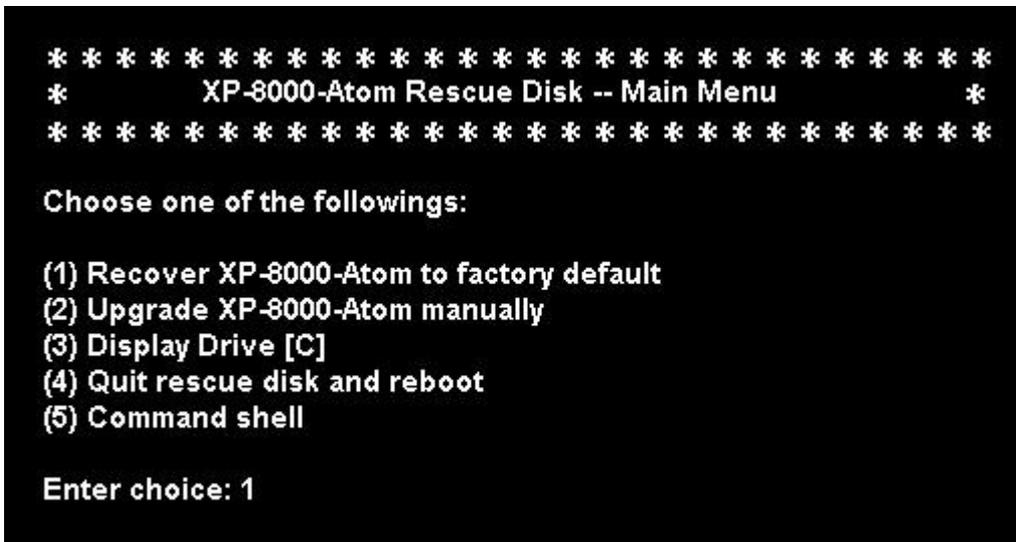 * * * * * * * * * * * * * * * * * * * * * * * * * * * *
* XP-8000-Atom Rescue Disk -- Main Menu *
* * * * * * * * * * * * * * * * * * * * * * * * * * * *
Choose one of the followings:
(1) Recover XP-8000-Atom to factory default
(2) Upgrade XP-8000-Atom manually
(3) Display Drive [C]
(4) Quit rescue disk and reboot
(5) Command shell
Enter choice: 1